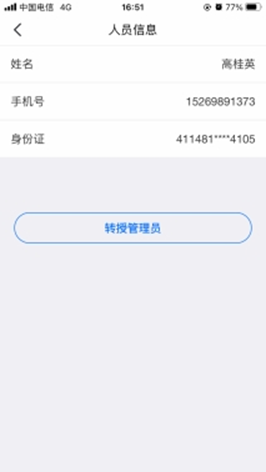 中国电信 4G 16:51 77%
人员信息
姓名 高桂英
手机号 15269891373
身份证 411481****4105
转授管理员